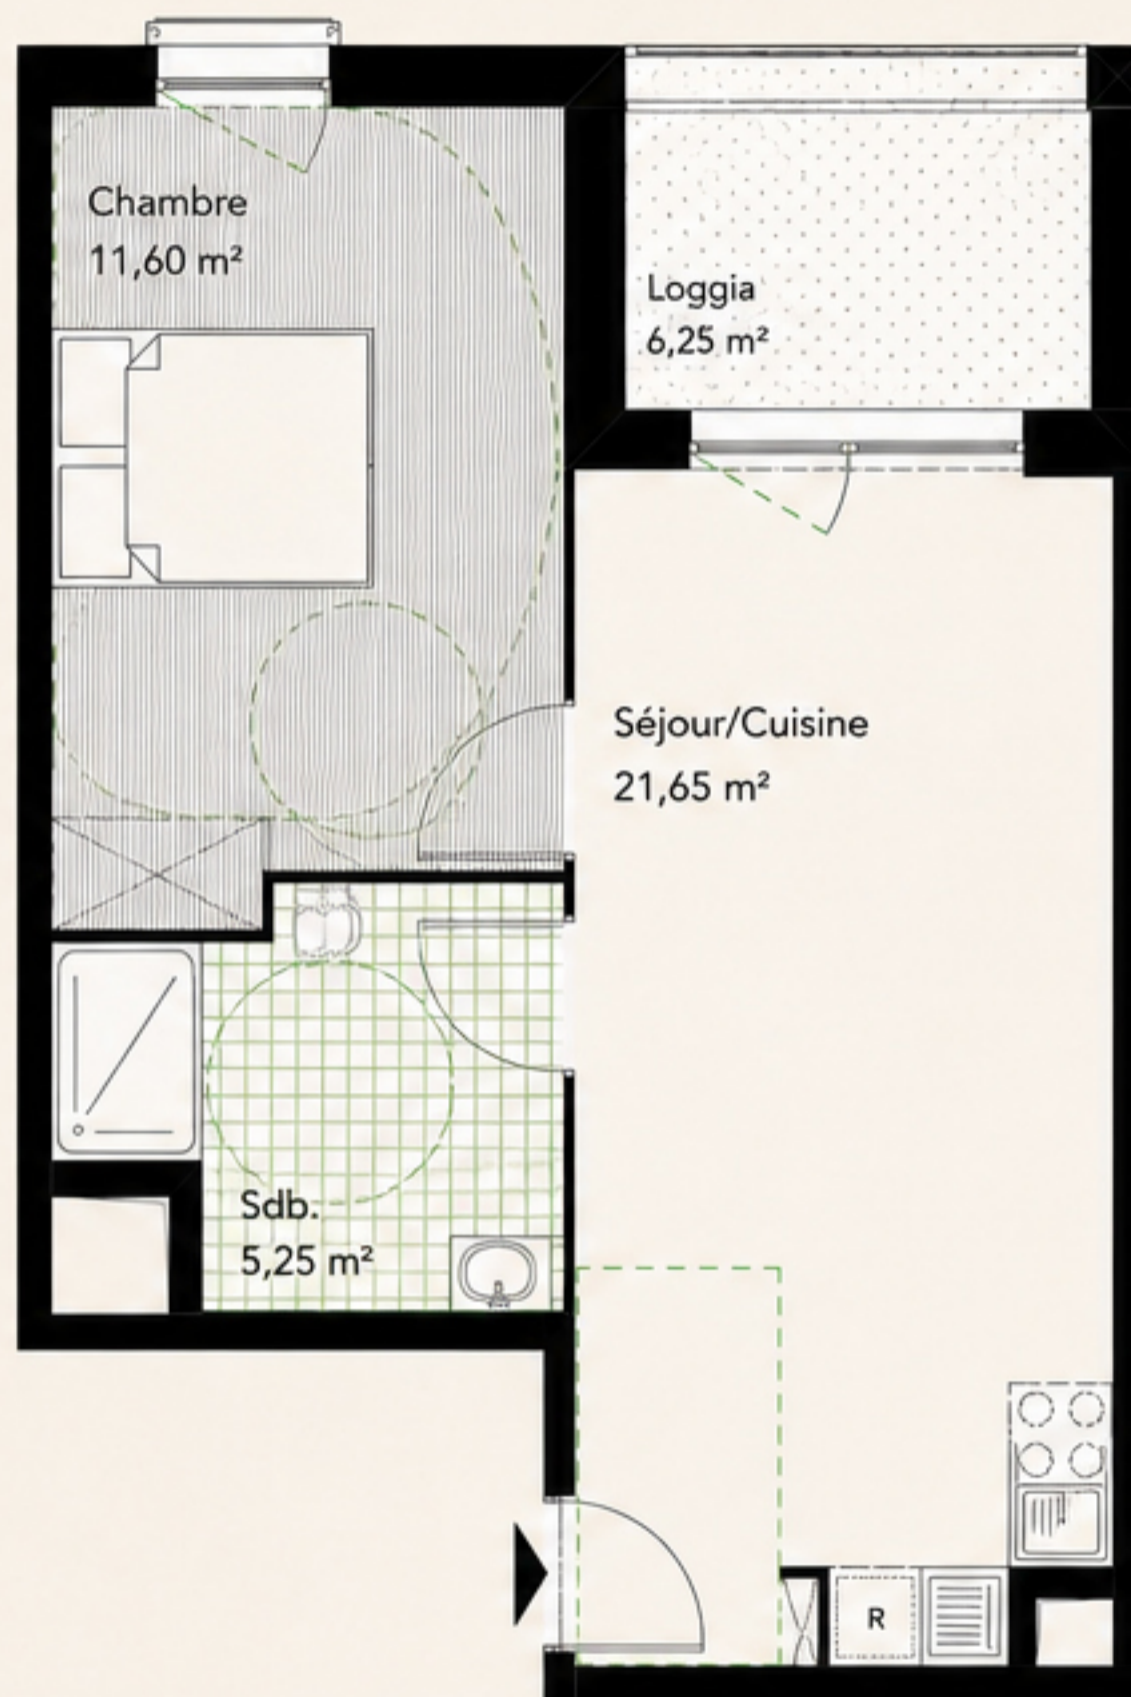 Chambre
11,60 m²
Loggia
6,25 m²
Séjour/Cuisine
21,65 m²
Sdb.
5,25 m²
R